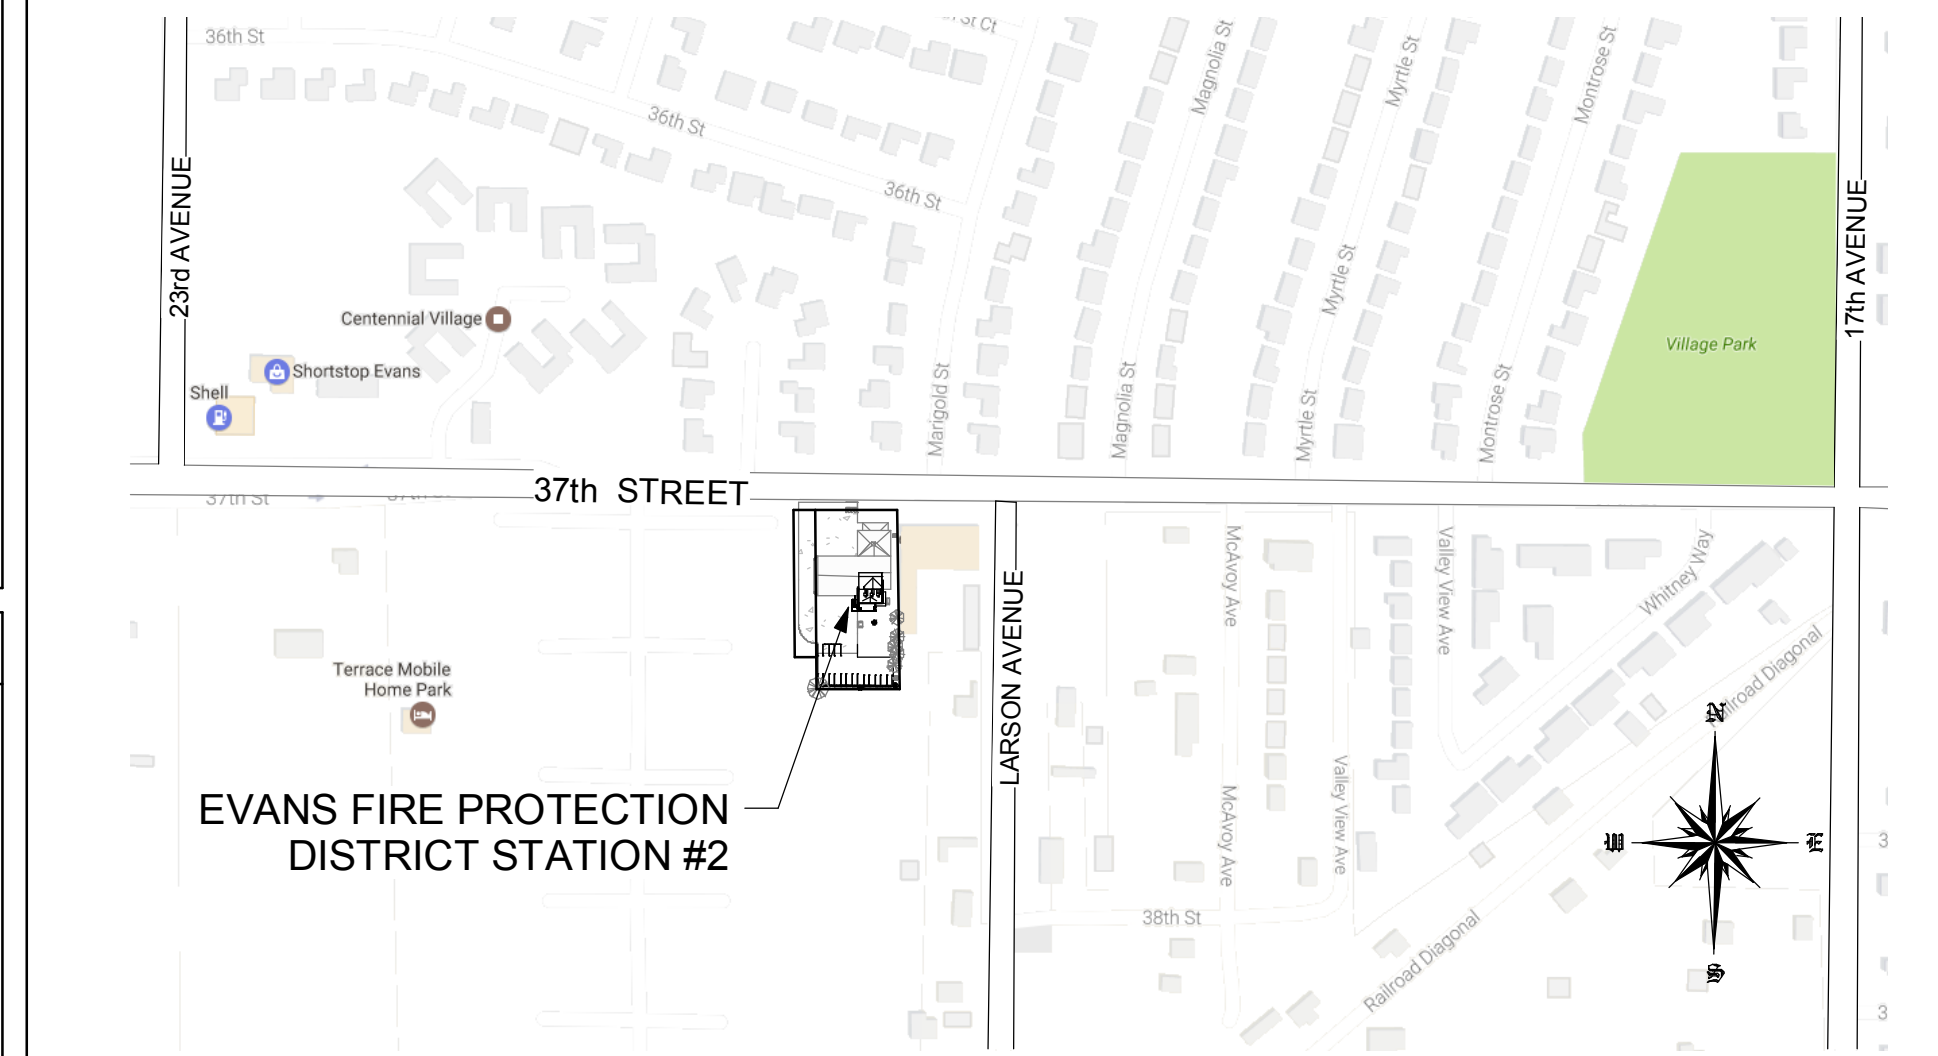 36th St
St Ct
Magnolia St
Myrtle St
Montrose St
36th St
36th St
23rd AVENUE
17th AVENUE
Myrtle St
Centennial Village
Village Park
Shortstop Evans
Shell
Marigold St
Magnolia St
Myrtle St
Montrose St
37th STREET
37th St
McAvoy Ave
Valley View Ave
Whitney Way
LARSON AVENUE
Railroad Diagonal
Terrace Mobile
Home Park
N
EVANS FIRE PROTECTION
DISTRICT STATION #2
McAvoy Ave
Valley View Ave
W
E
38th St
Railroad Diagonal
S